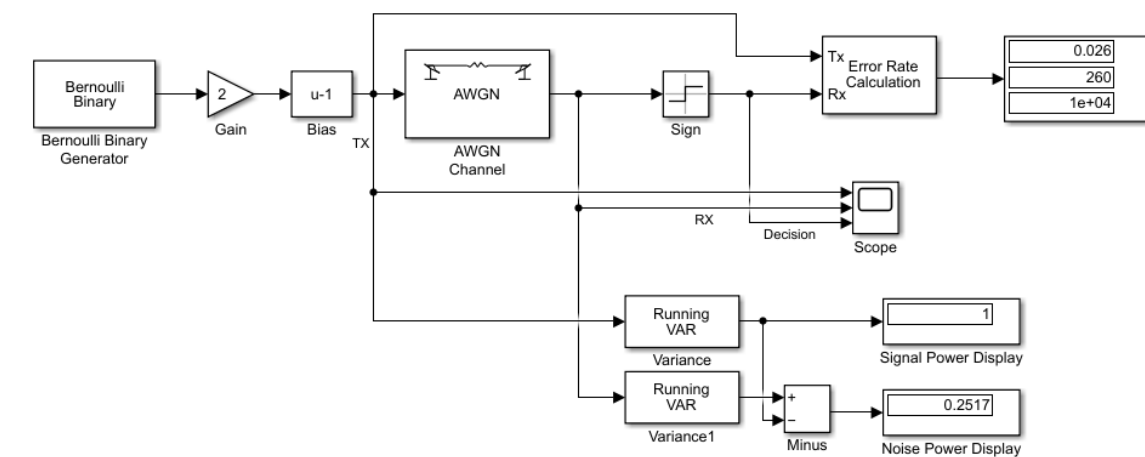 Bernoulli
Binary
Bernoulli Binary
Generator
2
Gain
u-1
Bias
TX
AWGN
AWGN
Channel
Sign
Tx
Rx
Error Rate
Calculation
0.026
260
1e+04
RX
Decision
Scope
Running
VAR
Variance
1
Signal Power Display
Running
VAR
Variance1
+
−
Minus
0.2517
Noise Power Display